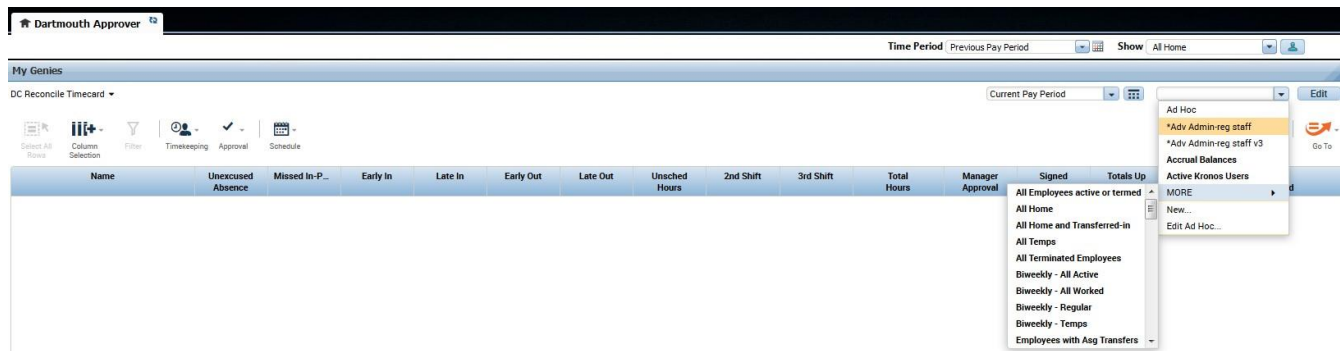 Dartmouth Approver
Time Period Previous Pay Period Show All Home
My Genies
DC Reconcile Timecard Current Pay Period Edit
Select All Rows
Column Selection
Filter
Timekeeping
Approval
Schedule
Go To
Ad Hoc
*Adv Admin-reg staff
*Adv Admin-reg staff v3
Accrual Balances
Active Kronos Users
MORE
New...
Edit Ad Hoc...
Name
Unexcused Absence
Missed In-P...
Early In
Late In
Early Out
Late Out
Unsched Hours
2nd Shift
3rd Shift
Total Hours
Manager Approval
Signed
Totals Up
All Employees active or termed
All Home
All Home and Transferred-in
All Temps
All Terminated Employees
Biweekly - All Active
Biweekly - All Worked
Biweekly - Regular
Biweekly - Temps
Employees with Asg Transfers